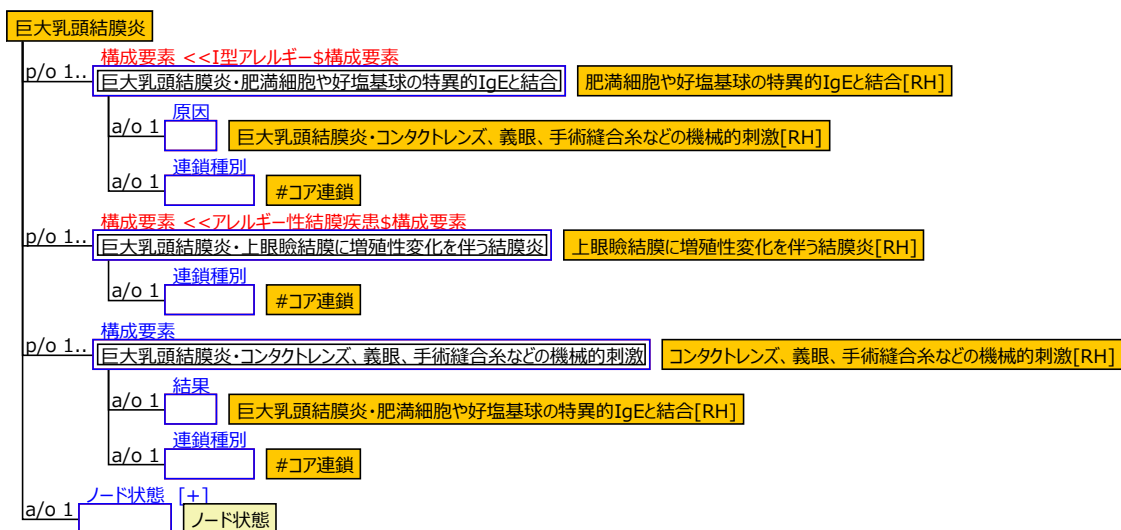 巨大乳頭結膜炎
構成要素 <<I型アレルギー$構成要素
p/o 1.. 巨大乳頭結膜炎・肥満細胞や好塩基球の特異的IgEと結合 肥満細胞や好塩基球の特異的IgEと結合[RH]
原因
a/o 1 巨大乳頭結膜炎・コンタクトレンズ、義眼、手術縫合糸などの機械的刺激[RH]
連鎖種別
a/o 1 #コア連鎖
構成要素 <<アレルギー性結膜疾患$構成要素
p/o 1.. 巨大乳頭結膜炎・上眼瞼結膜に増殖性変化を伴う結膜炎 上眼瞼結膜に増殖性変化を伴う結膜炎[RH]
連鎖種別
a/o 1 #コア連鎖
構成要素
p/o 1.. 巨大乳頭結膜炎・コンタクトレンズ、義眼、手術縫合糸などの機械的刺激 コンタクトレンズ、義眼、手術縫合糸などの機械的刺激[RH]
結果
a/o 1 巨大乳頭結膜炎・肥満細胞や好塩基球の特異的IgEと結合[RH]
連鎖種別
a/o 1 #コア連鎖
ノード状態 [+]
a/o 1 ノード状態